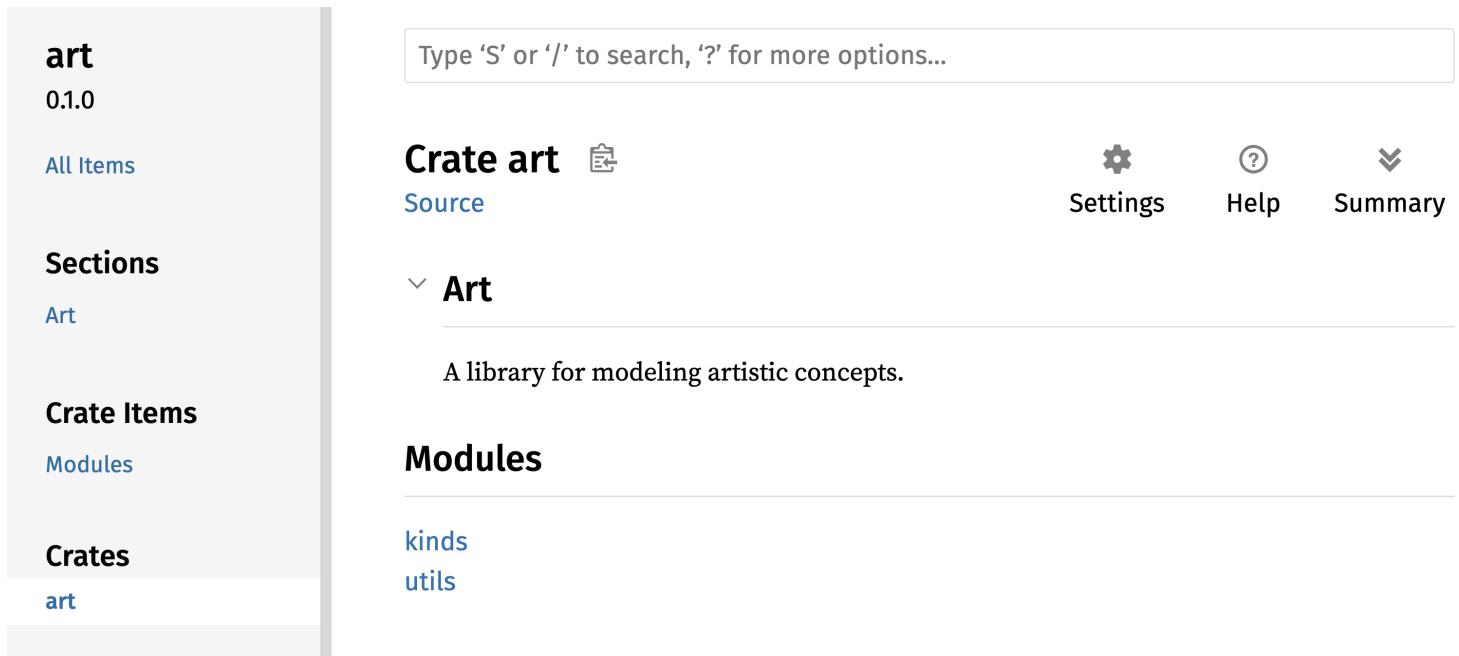 art
0.1.0
All Items
Sections
Art
Crate Items
Modules
Crates
art
Type ‘S’ or ‘/’ to search, ‘?’ for more options…
Crate art
Source
Settings
Help
Summary
Art
A library for modeling artistic concepts.
Modules
kinds
utils